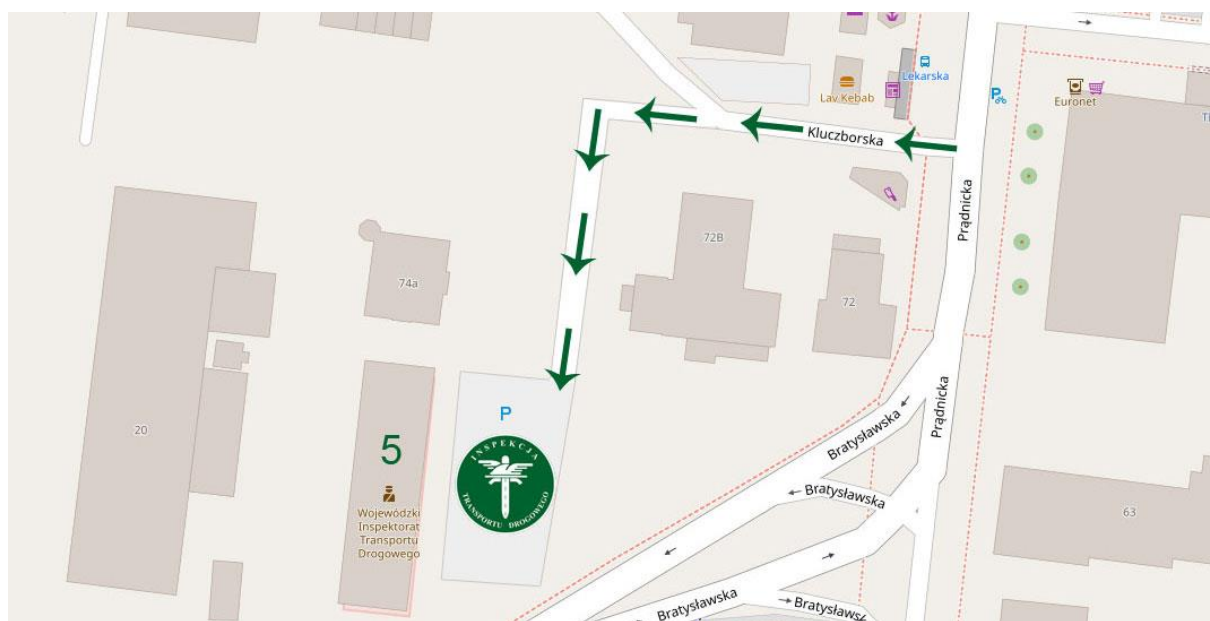 Lekarska
Lav Kebab
Euronet
Kluczborska
Prądnicka
72B
74a
72
Prądnicka
Bratysławska
P
5
20
INSPEKCJA
TRANSPORTU DROGOWEGO
Wojewódzki
Inspektorat
Transportu
Drogowego
Bratysławska
63
Bratysławska